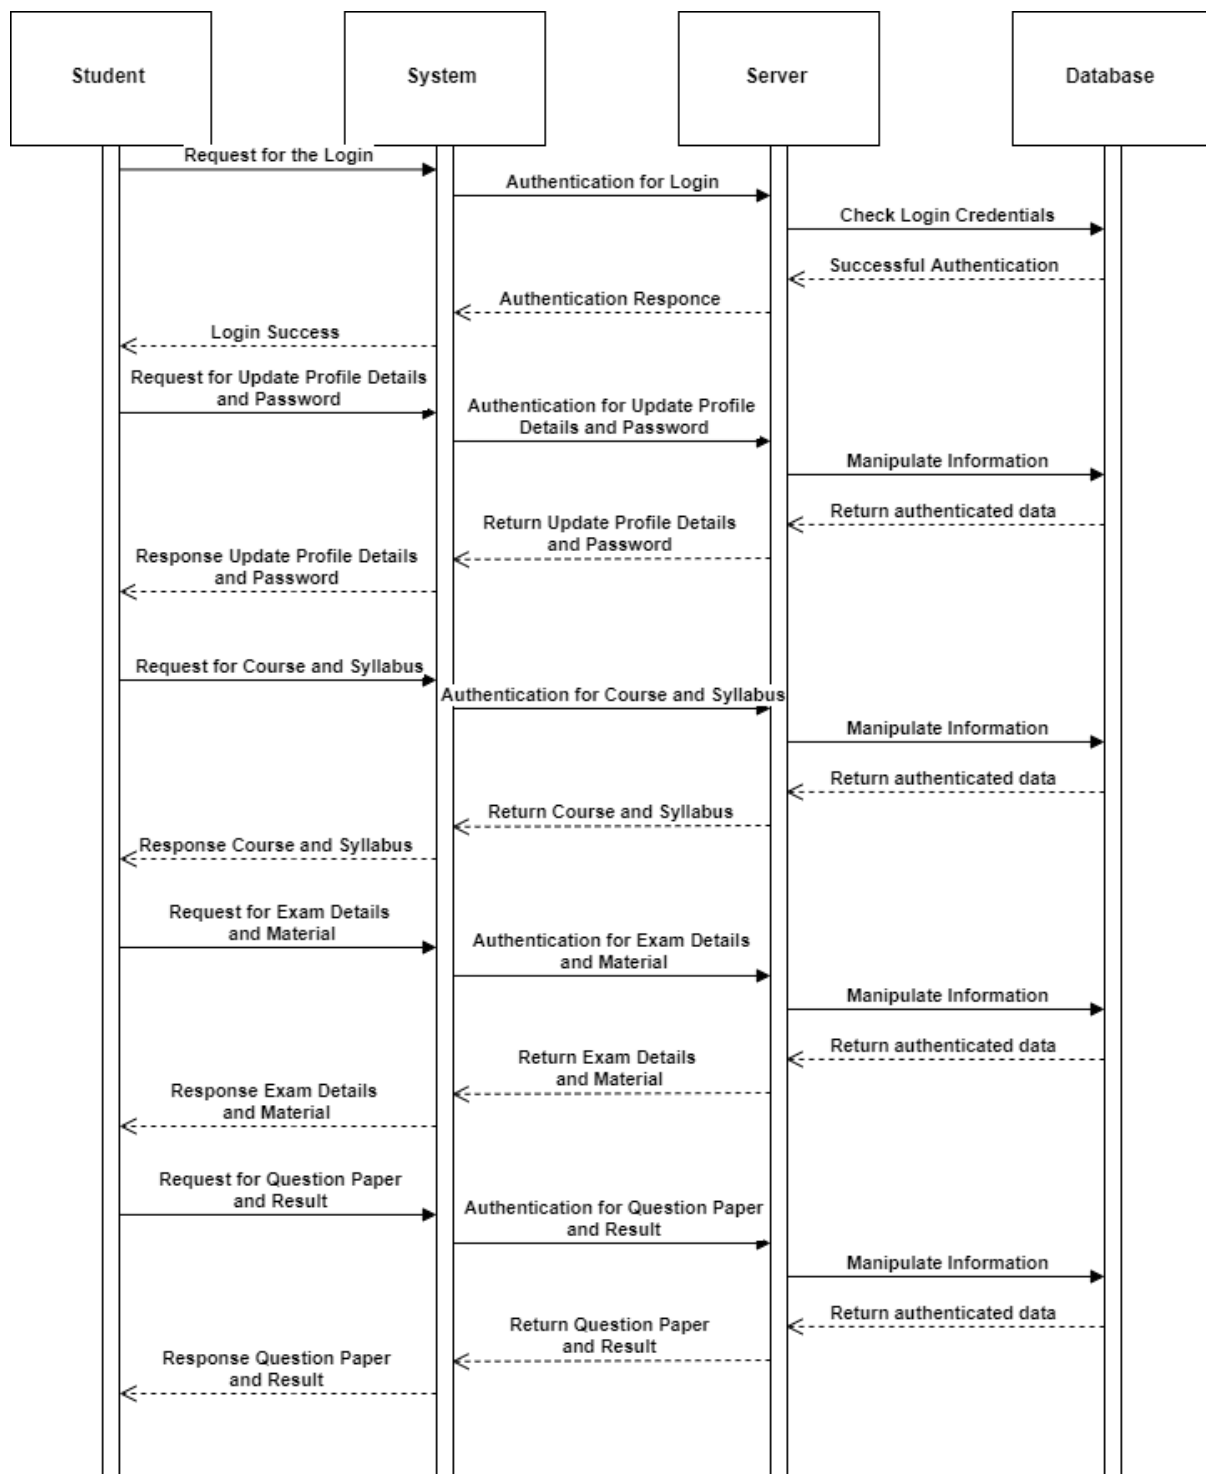 Student
System
Server
Database
Request for the Login
Authentication for Login
Check Login Credentials
Successful Authentication
Authentication Responce
Login Success
Request for Update Profile Details
and Password
Authentication for Update Profile
Details and Password
Manipulate Information
Return authenticated data
Return Update Profile Details
and Password
Response Update Profile Details
and Password
Request for Course and Syllabus
Authentication for Course and Syllabus
Manipulate Information
Return authenticated data
Return Course and Syllabus
Response Course and Syllabus
Request for Exam Details
and Material
Authentication for Exam Details
and Material
Manipulate Information
Return authenticated data
Return Exam Details
and Material
Response Exam Details
and Material
Request for Question Paper
and Result
Authentication for Question Paper
and Result
Manipulate Information
Return authenticated data
Return Question Paper
and Result
Response Question Paper
and Result